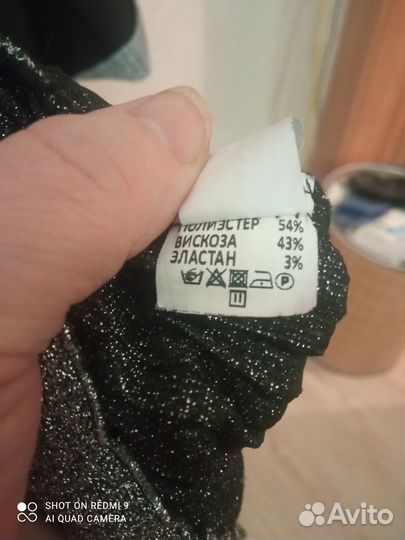 ПОЛИЭСТЕР 54%
ВИСКОЗА 43%
ЭЛАСТАН 3%
P
SHOT ON REDMI 9
AI QUAD CAMERA
Avito